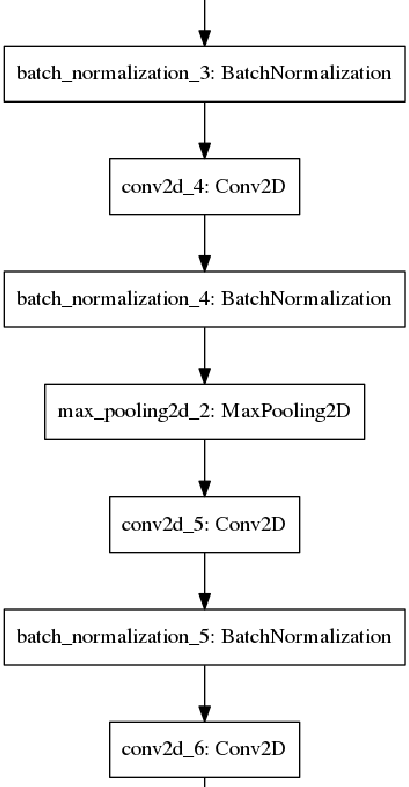 batch_normalization_3: BatchNormalization
conv2d_4: Conv2D
batch_normalization_4: BatchNormalization
max_pooling2d_2: MaxPooling2D
conv2d_5: Conv2D
batch_normalization_5: BatchNormalization
conv2d_6: Conv2D